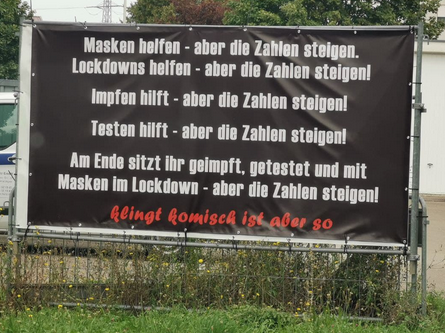 Masken helfen - aber die Zahlen steigen.
Lockdowns helfen - aber die Zahlen steigen!
Impfen hilft - aber die Zahlen steigen!
Testen hilft - aber die Zahlen steigen!
Am Ende sitzt ihr geimpft, getestet und mit
Masken im Lockdown - aber die Zahlen steigen!
klingt komisch ist aber so